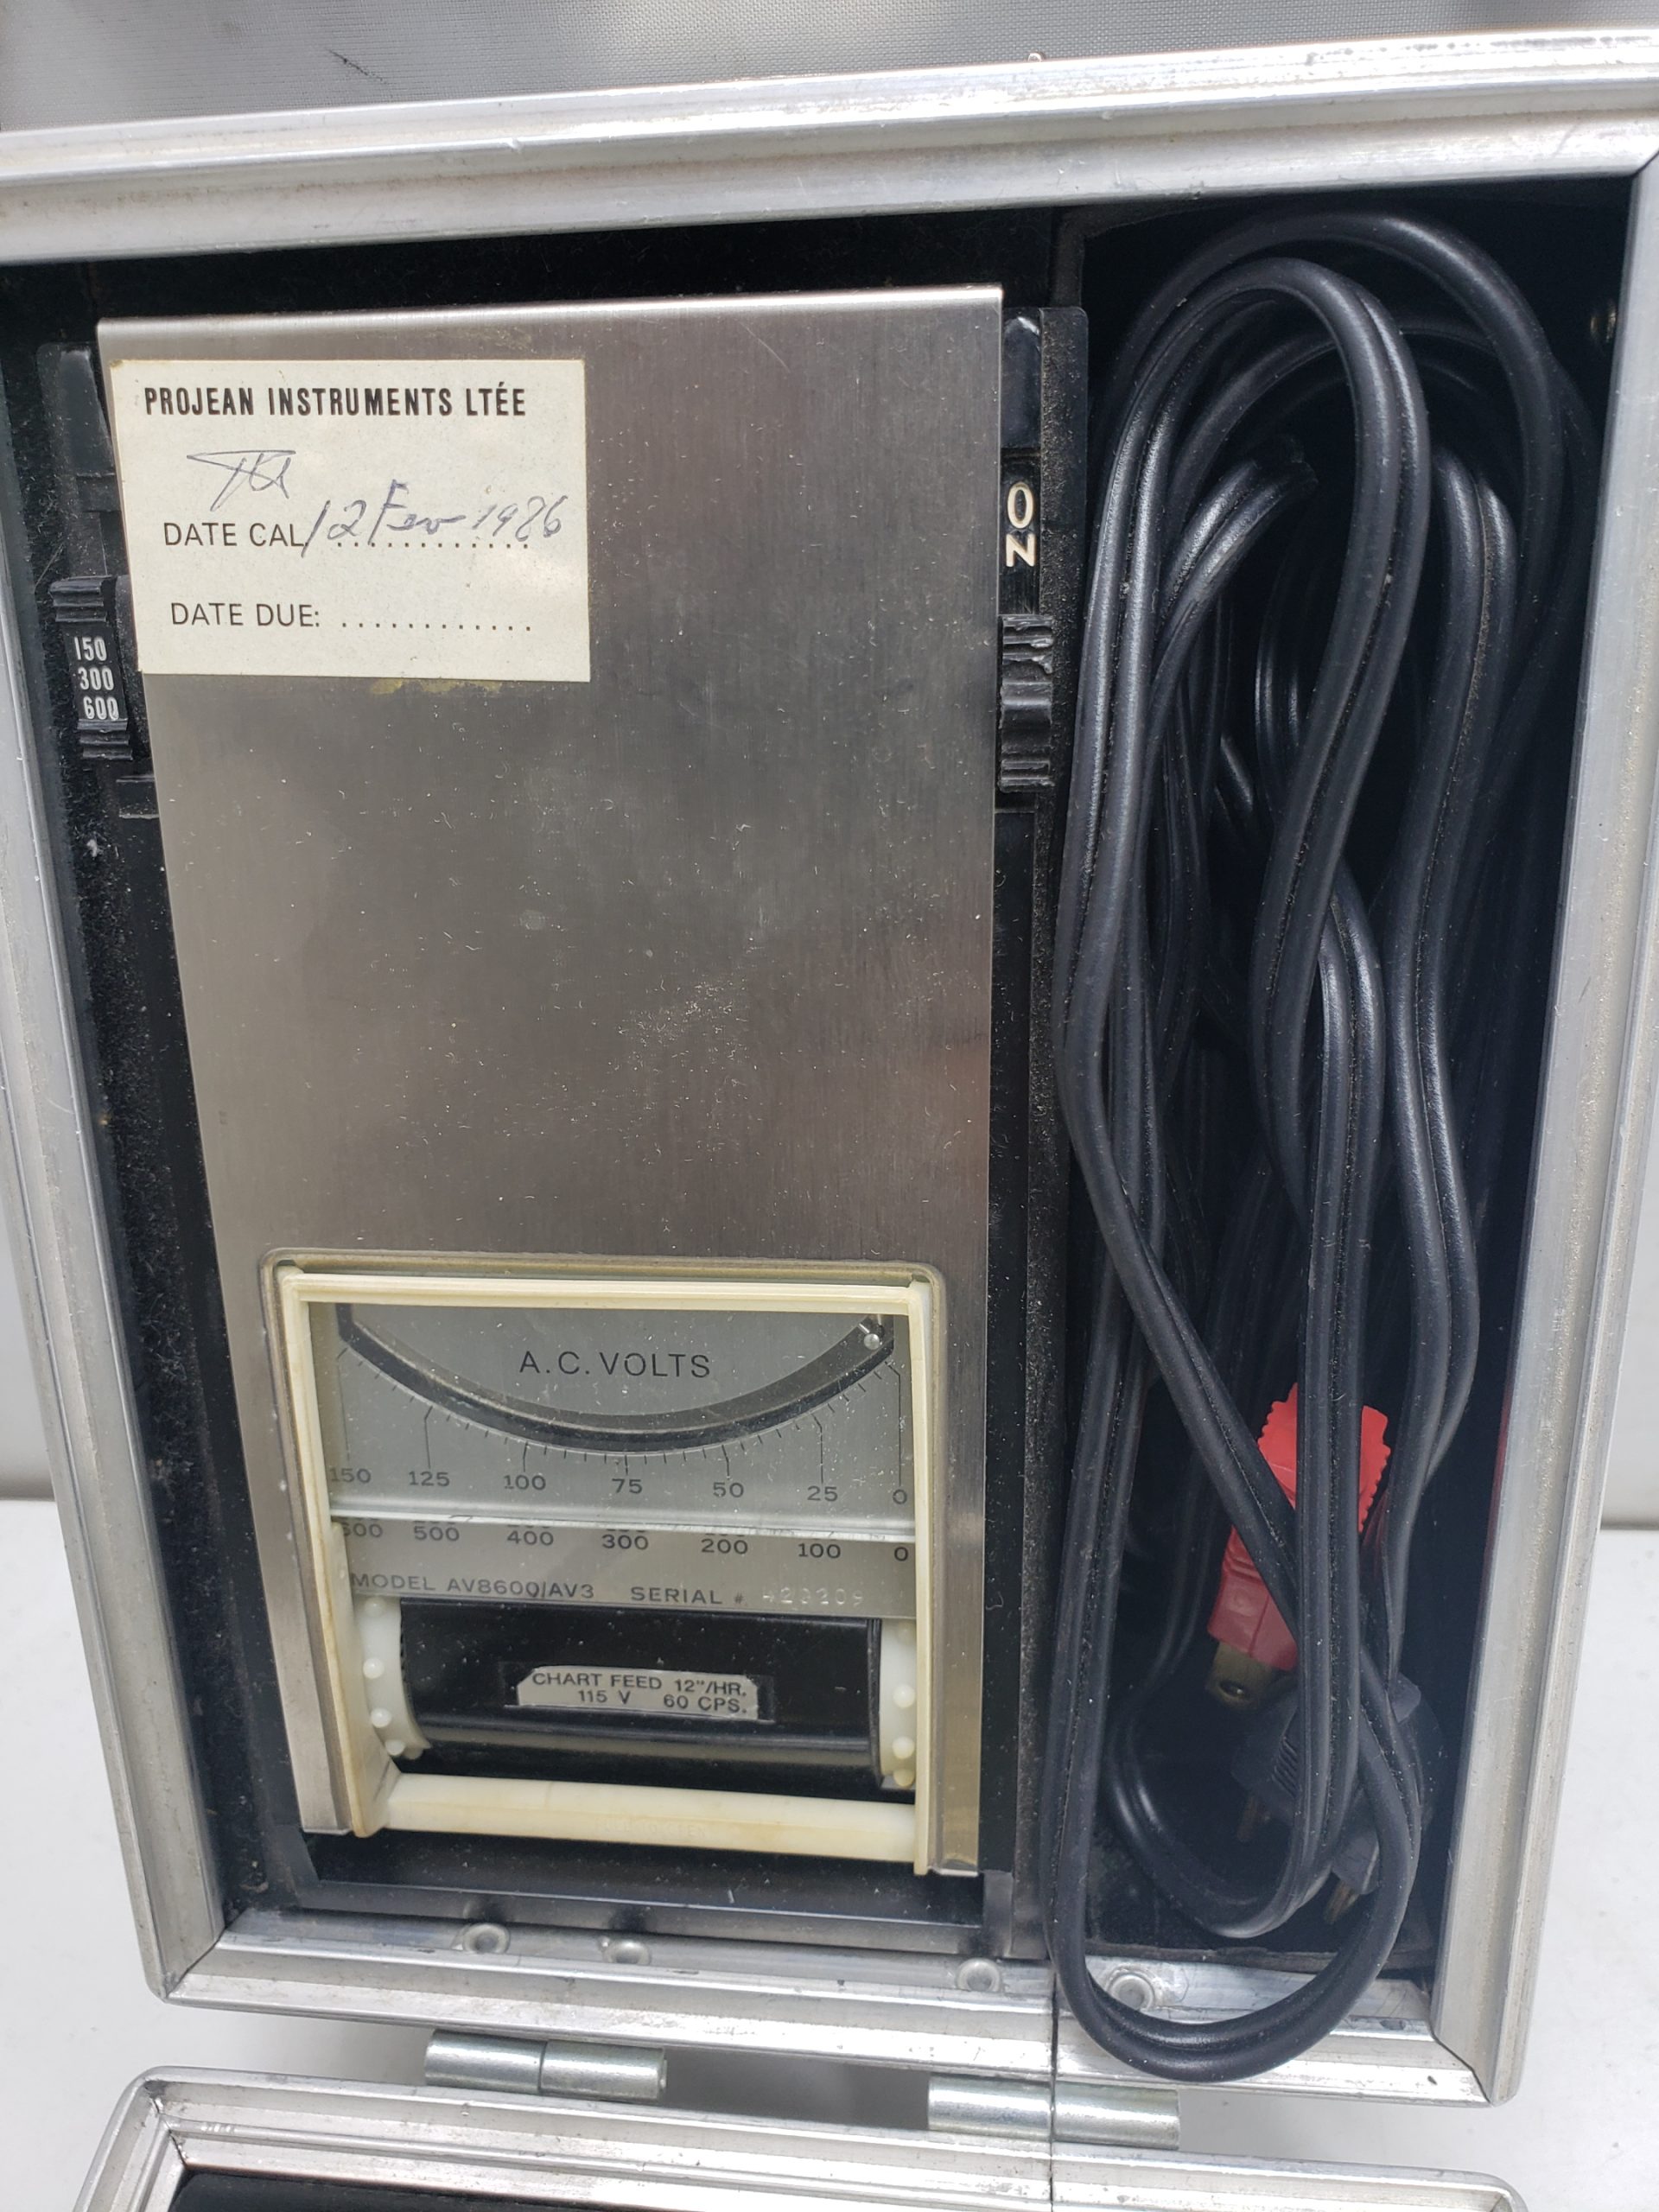 PROJEAN INSTRUMENTS LTÉE
DATE CAL 12 Fev 1986
DATE DUE: ............
ON
150
300
600
A.C. VOLTS
150 125 100 75 50 25 0
600 500 400 300 200 100 0
MODEL AV8600/AV3 SERIAL #
CHART FEED 12"/HR.
115 V 60 CPS.